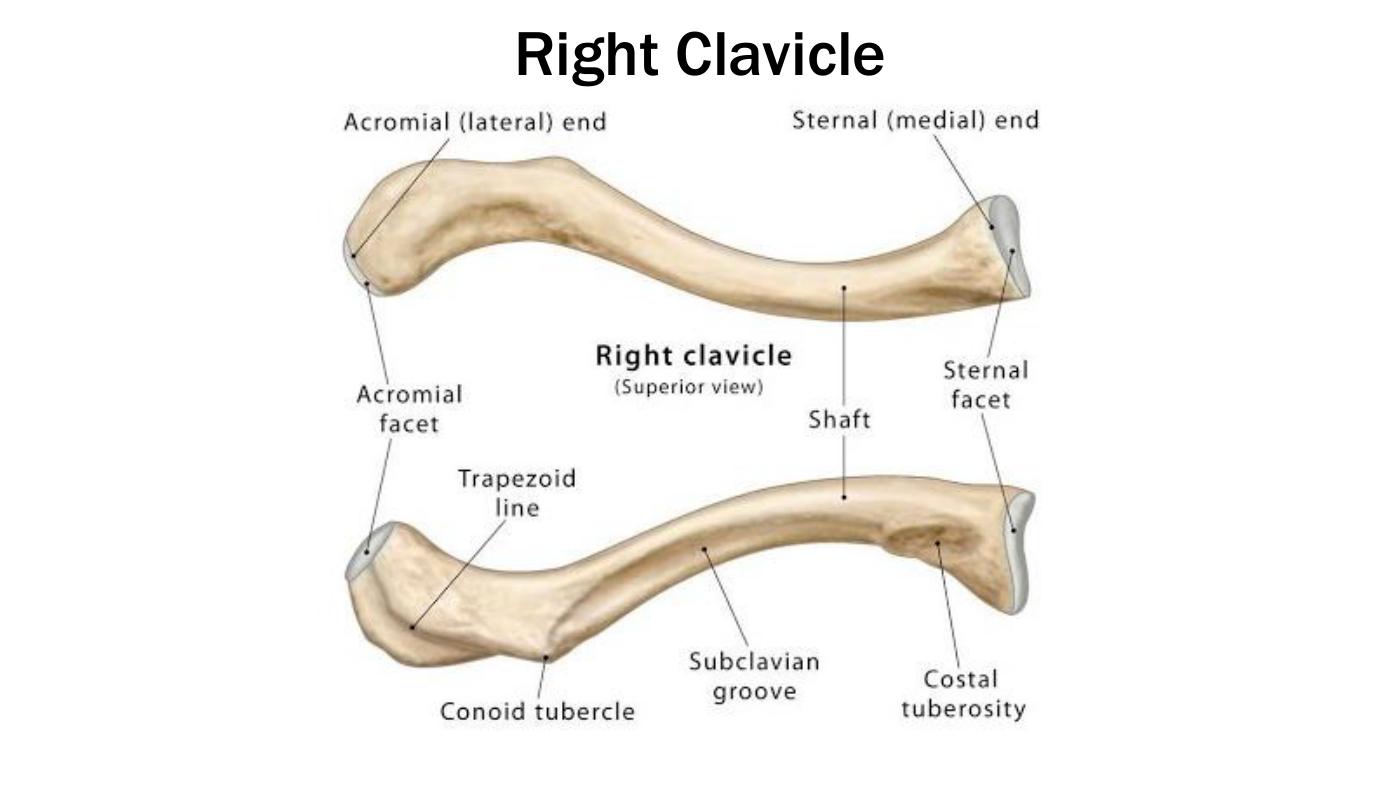 Right Clavicle
Acromial (lateral) end
Sternal (medial) end
Right clavicle
(Superior view)
Sternal
facet
Acromial
facet
Shaft
Trapezoid
line
Subclavian
groove
Costal
tuberosity
Conoid tubercle